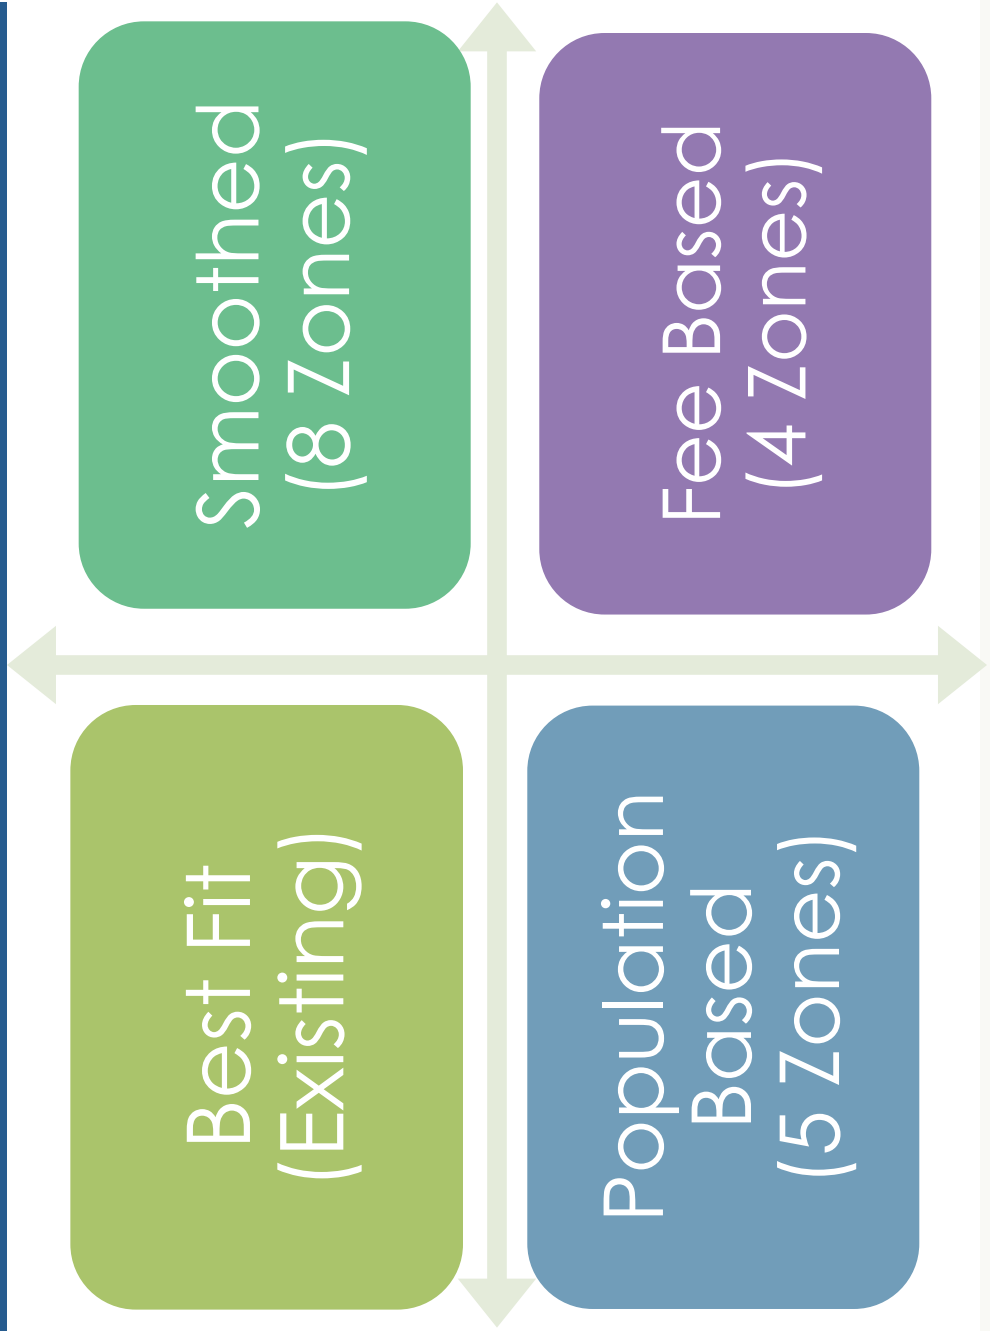 Best Fit
(Existing)
Smoothed
(8 Zones)
Population
Based
(5 Zones)
Fee Based
(4 Zones)